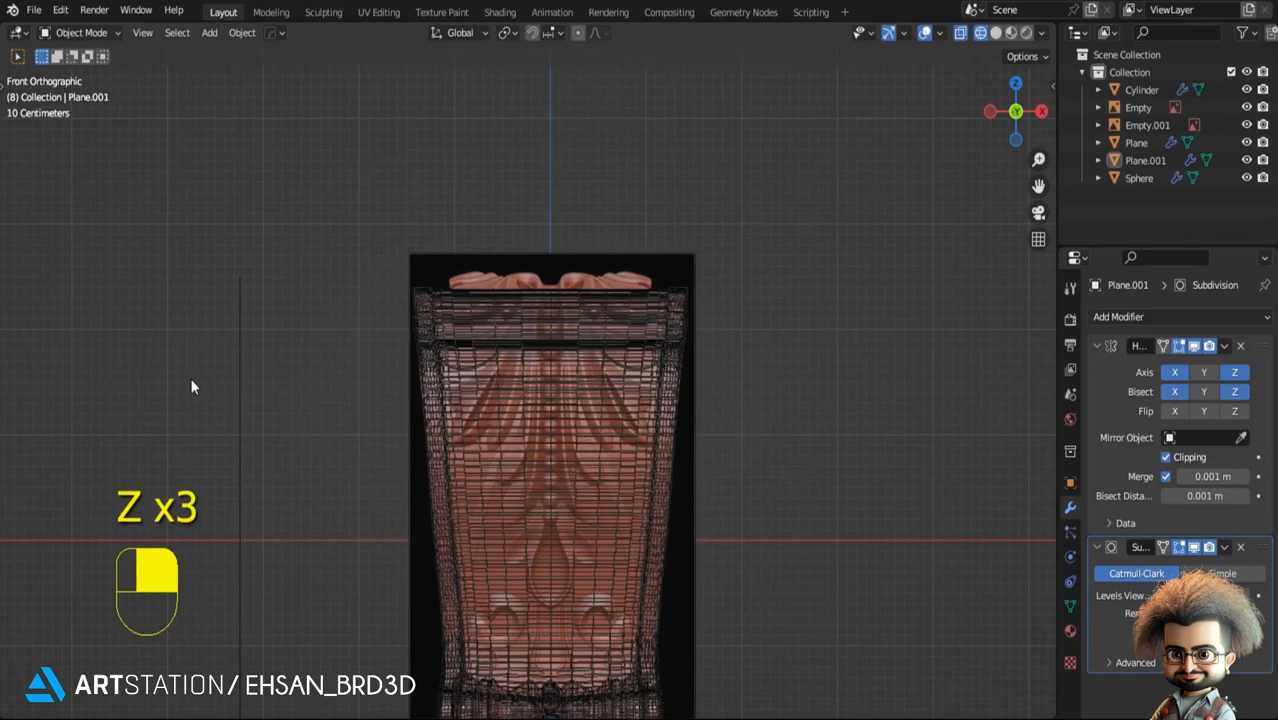 File Edit Render Window Help Layout Modeling Sculpting UV Editing Texture Paint Shading Animation Rendering Compositing Geometry Nodes Scripting + Scene ViewLayer
Object Mode View Select Add Object Global
Options
Front Orthographic
(8) Collection | Plane.001
10 Centimeters
Z
X
-Y
Scene Collection
Collection
Cylinder
Empty
Empty.001
Plane
Plane.001
Sphere
Plane.001 > Subdivision
Add Modifier
H...
Axis X Y Z
Bisect X Y Z
Flip X Y Z
Mirror Object
Clipping
Merge 0.001 m
Bisect Dista... 0.001 m
Data
Su...
Catmull-Clark Simple
Levels View...
Advanced
Z x3
ARTSTATION/ EHSAN_BRD3D